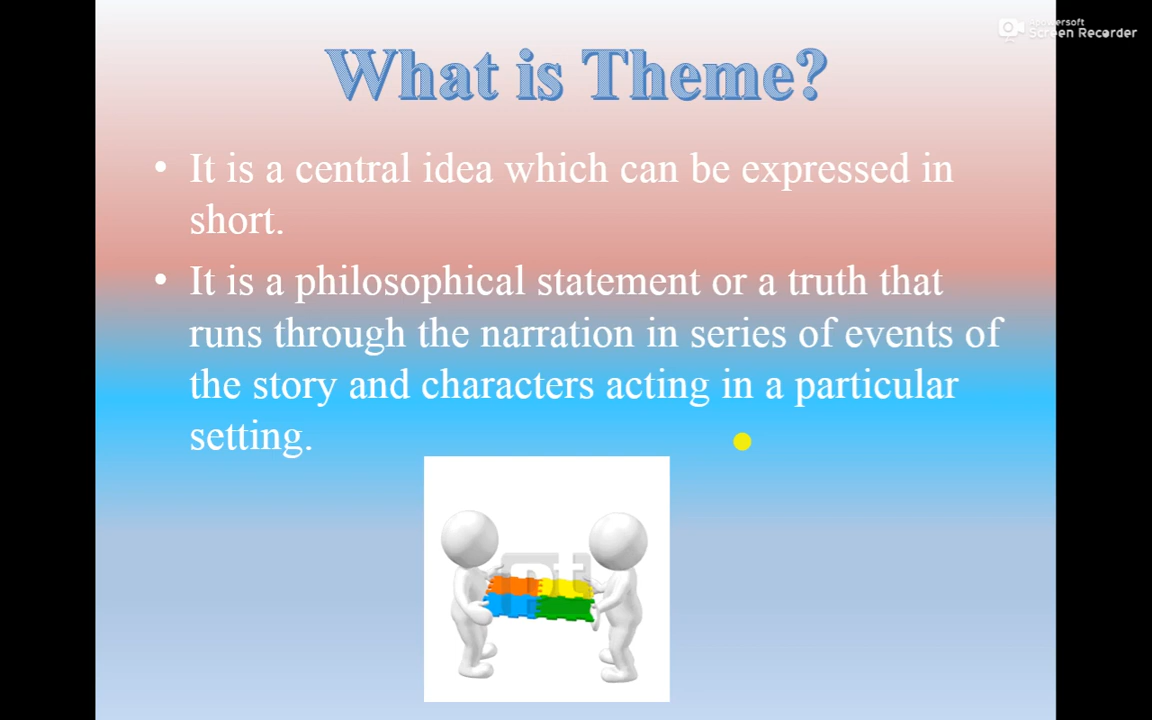 Apowersoft
Screen Recorder
What is Theme?
• It is a central idea which can be expressed in
short.
• It is a philosophical statement or a truth that
runs through the narration in series of events of
the story and characters acting in a particular
setting.